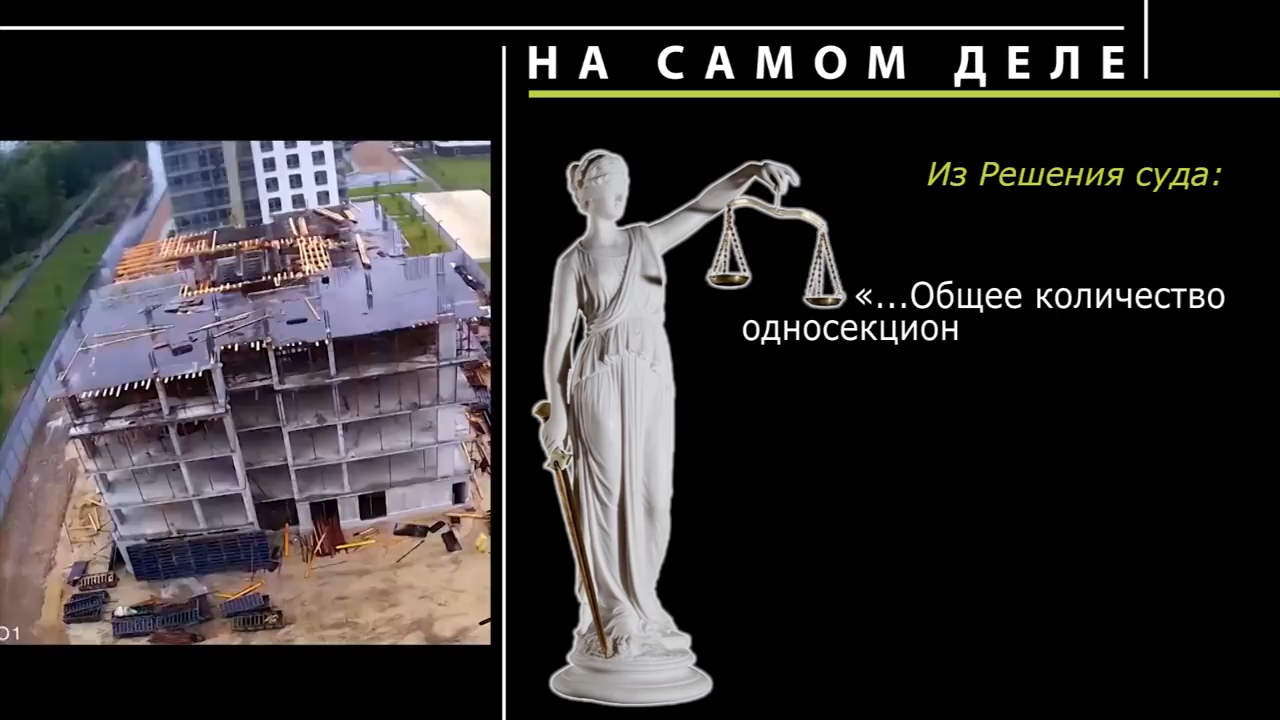 НА САМОМ ДЕЛЕ
Из Решения суда:
«...Общее количество
односекцион